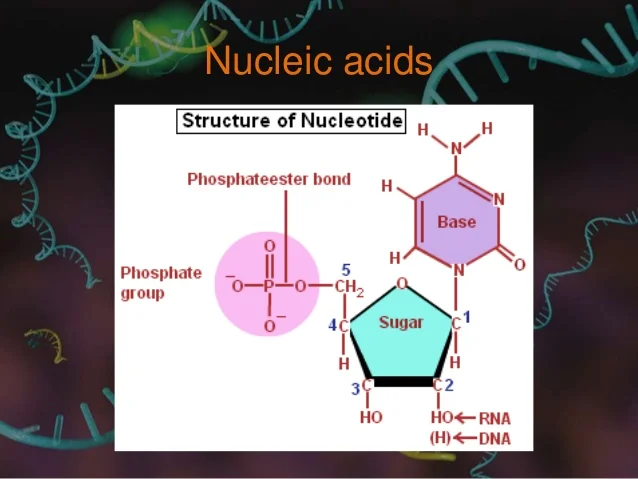 Nucleic acids
Structure of Nucleotide
H H
N
Phosphateester bond
H
N
Base
O
H
Phosphate
group
5
N
O
−O P O CH2
O
4 C
Sugar
C 1
O−
H
H
3 C
C 2
HO
HO ← RNA
(H) ← DNA